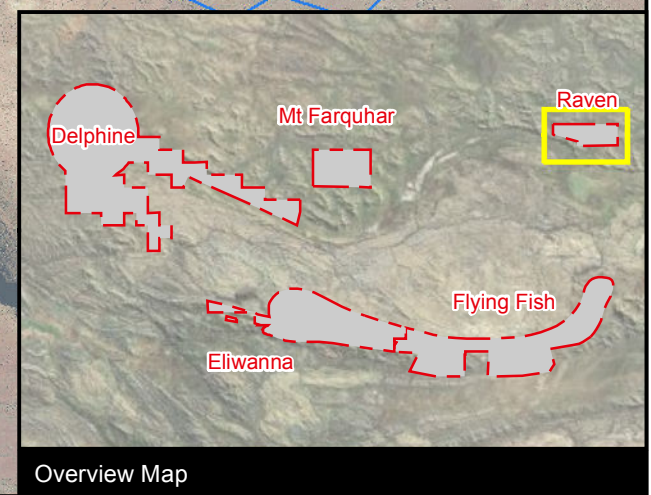 Raven
Mt Farquhar
Delphine
Flying Fish
Eliwanna
Overview Map